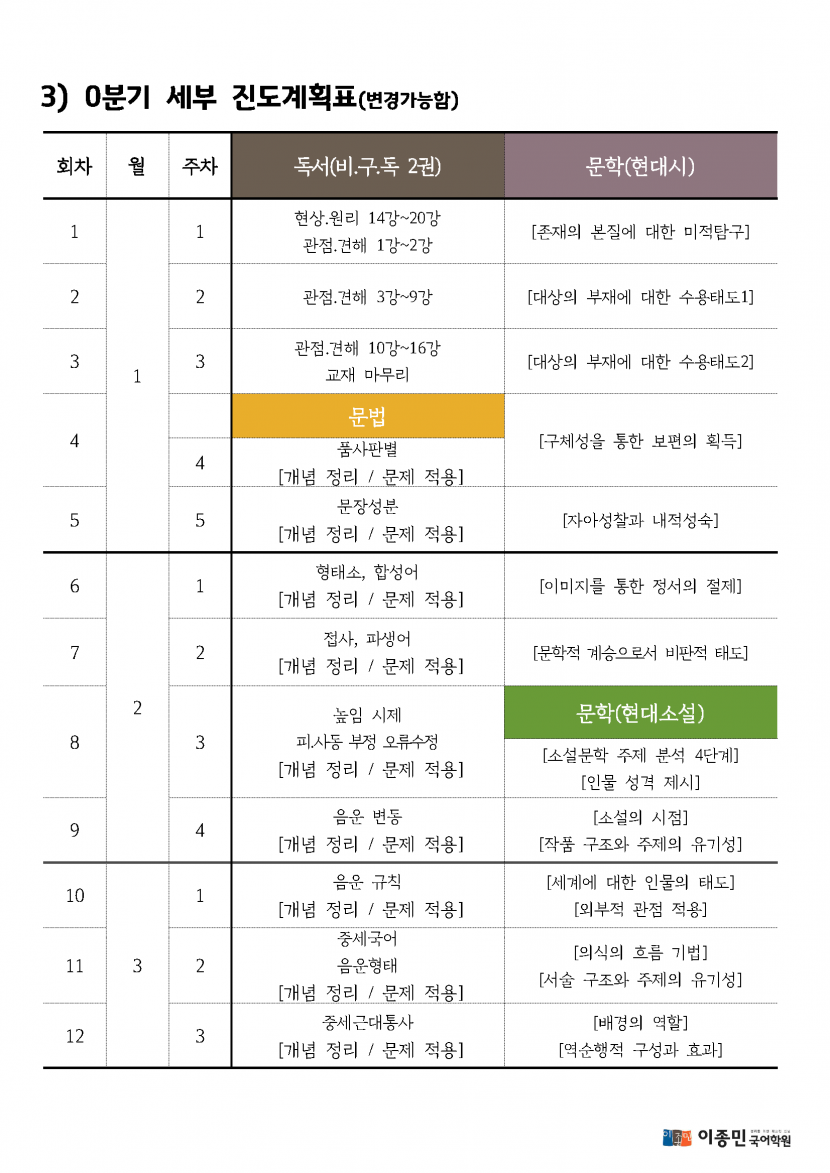 3) 0분기 세부 진도계획표(변경가능함)
회차 월 주차 독서(비.구.독 2권) 문학(현대시)
1 1 현상.원리 14강~20강 [존재의 본질에 대한 미적탐구]
관점.견해 1강~2강
2 2 관점.견해 3강~9강 [대상의 부재에 대한 수용태도1]
3 3 관점.견해 10강~16강 [대상의 부재에 대한 수용태도2]
교재 마무리
1
문법
4 4 품사판별 [구체성을 통한 보편의 획득]
[개념 정리 / 문제 적용]
5 5 문장성분 [자아성찰과 내적성숙]
[개념 정리 / 문제 적용]
6 1 형태소, 합성어 [이미지를 통한 정서의 절제]
[개념 정리 / 문제 적용]
7 2 접사, 파생어 [문학적 계승으로서 비판적 태도]
[개념 정리 / 문제 적용]
2
문학(현대소설)
8 3 높임 시제 [소설문학 주제 분석 4단계]
피.사동 부정 오류수정 [인물 성격 제시]
[개념 정리 / 문제 적용]
9 4 음운 변동 [소설의 시점]
[개념 정리 / 문제 적용] [작품 구조와 주제의 유기성]
10 1 음운 규칙 [세계에 대한 인물의 태도]
[개념 정리 / 문제 적용] [외부적 관점 적용]
11 3 2 중세국어 [의식의 흐름 기법]
음운형태 [서술 구조와 주제의 유기성]
[개념 정리 / 문제 적용]
12 3 중세근대통사 [배경의 역할]
[개념 정리 / 문제 적용] [역순행적 구성과 효과]
이종민 국어학원